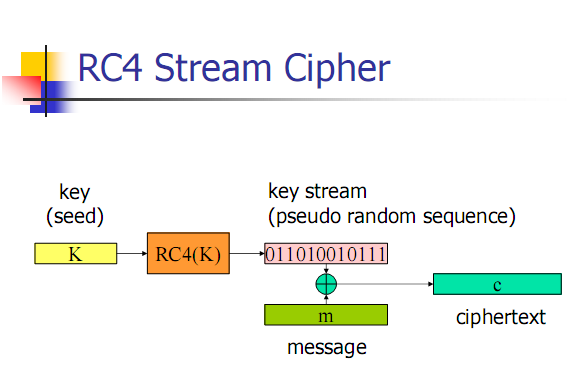 RC4 Stream Cipher
key
(seed)
key stream
(pseudo random sequence)
K
RC4(K)
011010010111
c
m
ciphertext
message